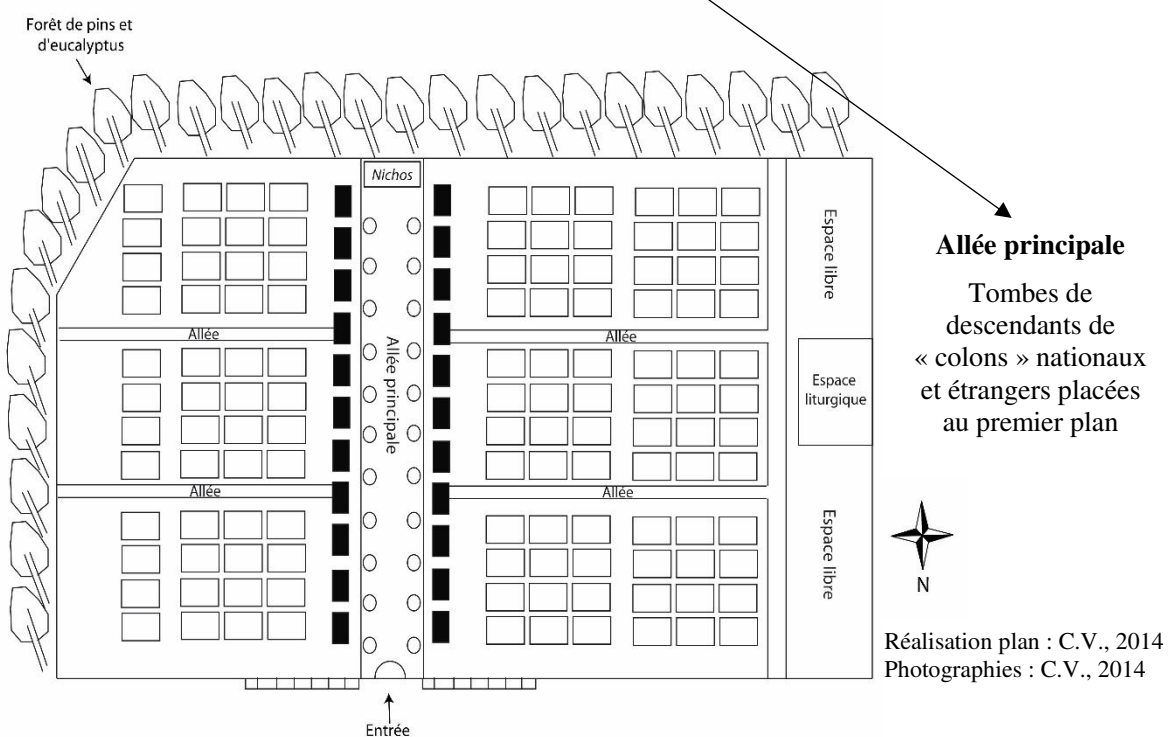 Forêt de pins et
d'eucalyptus
Nichos
Espace libre
Allée principale
Tombes de
descendants de
« colons » nationaux
et étrangers placées
au premier plan
Allée
Allée
Allée principale
Espace
liturgique
Allée
Allée
Espace libre
N
Réalisation plan : C.V., 2014
Photographies : C.V., 2014
Entrée